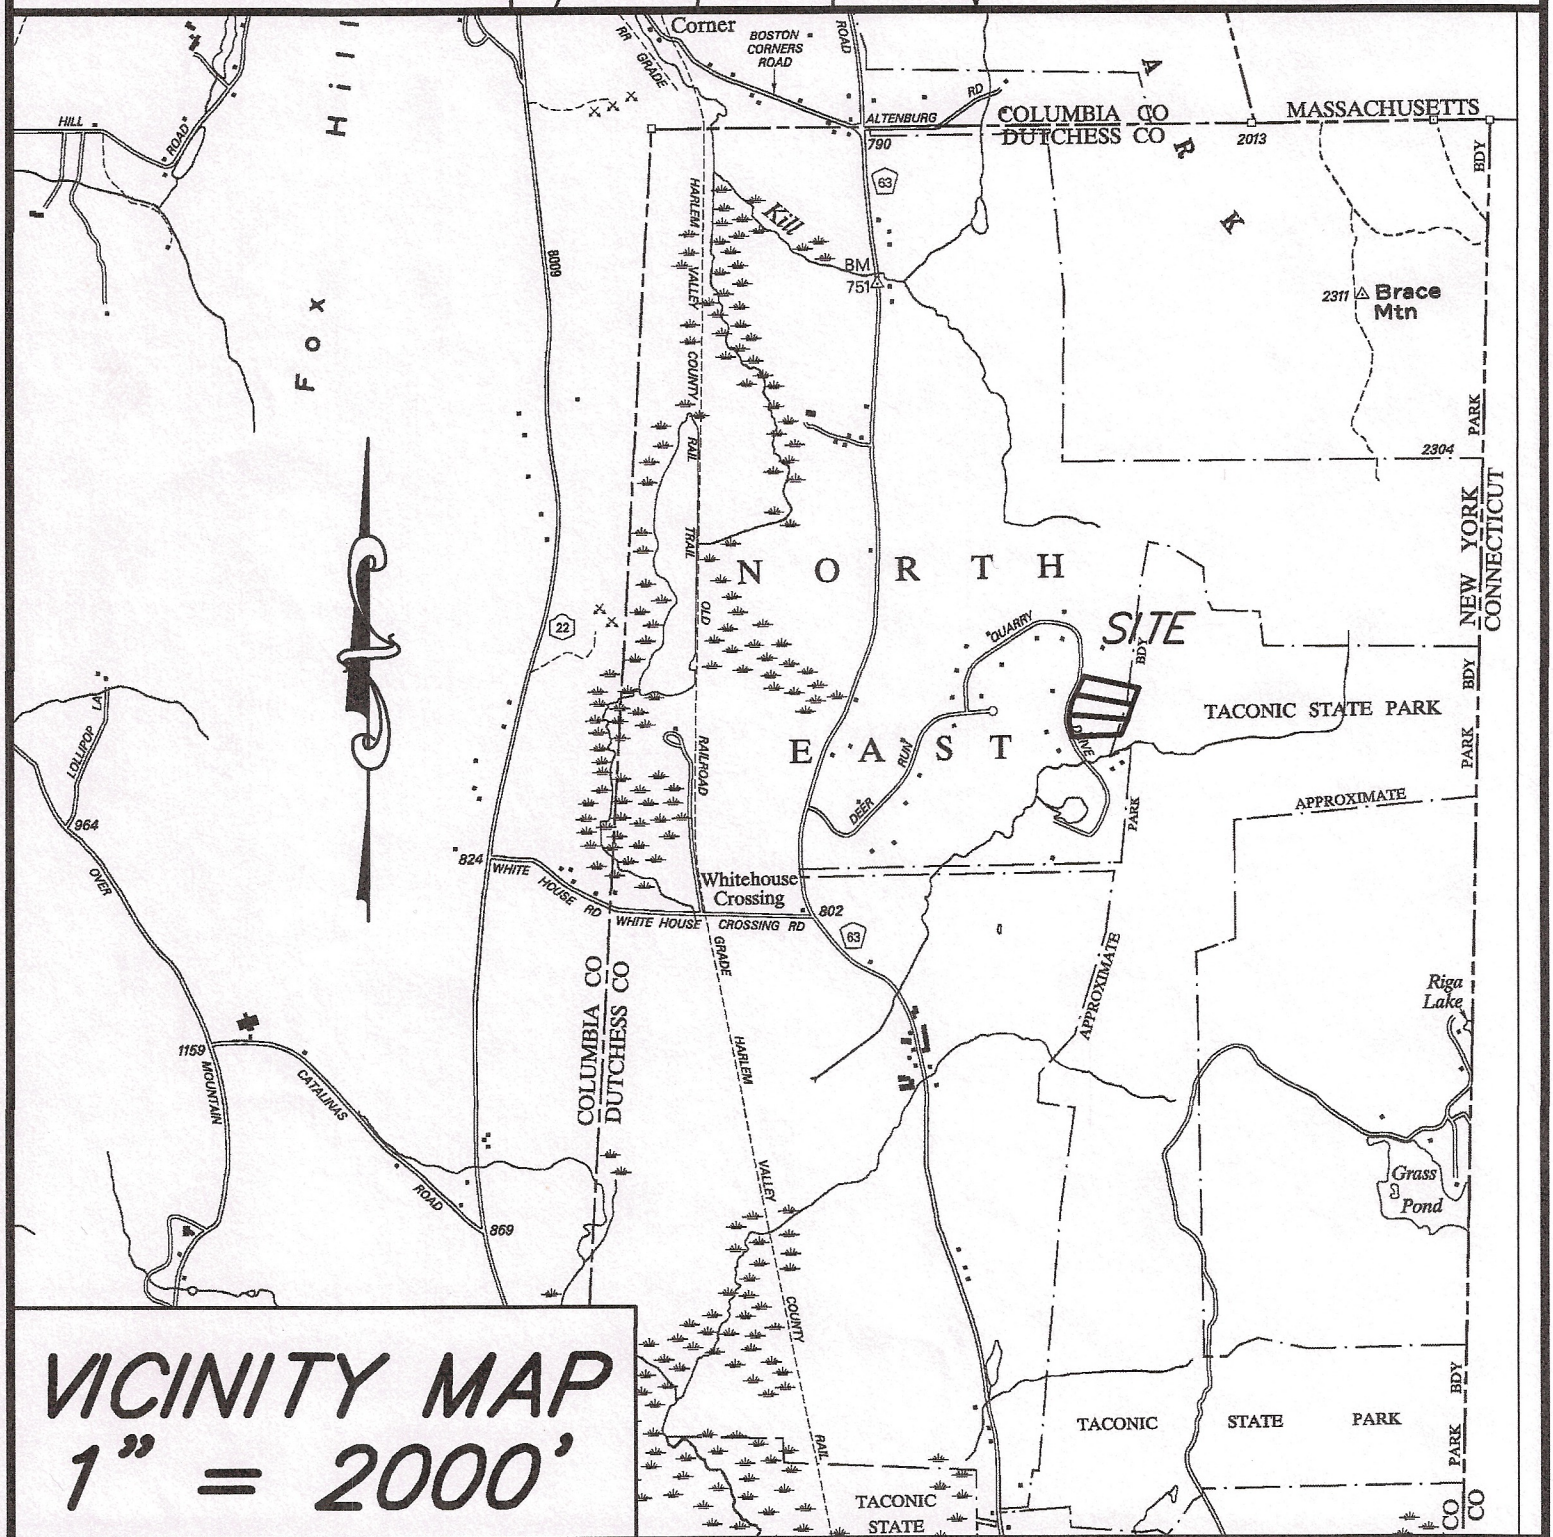 Corner
BOSTON
CORNERS
ROAD
ROAD
RR GRADE
A
R
K
HILL
ROAD
Hill
Fox
ALTENBURG RD
COLUMBIA CO
DUTCHESS CO
MASSACHUSETTS
790
2013
BDY
63
HARLEM VALLEY COUNTY RAIL TRAIL
Kill
8009
BM
751
2311 Brace
Mtn
PARK
2304
NEW YORK
CONNECTICUT
NORTH
OLD RAILROAD GRADE
22
QUARRY
SITE
BDY
BDY
LOLLIPOP LA
TACONIC STATE PARK
EAST
DEER RUN
PARK
PARK
APPROXIMATE
964
OVER MOUNTAIN
824
WHITE HOUSE RD
Whitehouse
Crossing
802
WHITE HOUSE CROSSING RD
63
COLUMBIA CO
DUTCHESS CO
APPROXIMATE
Riga
Lake
1159
CATALINAS ROAD
HARLEM VALLEY COUNTY RAIL
869
Grass
Pond
VICINITY MAP
1" = 2000'
TACONIC STATE PARK
BDY
PARK
TACONIC
STATE
CO
CO